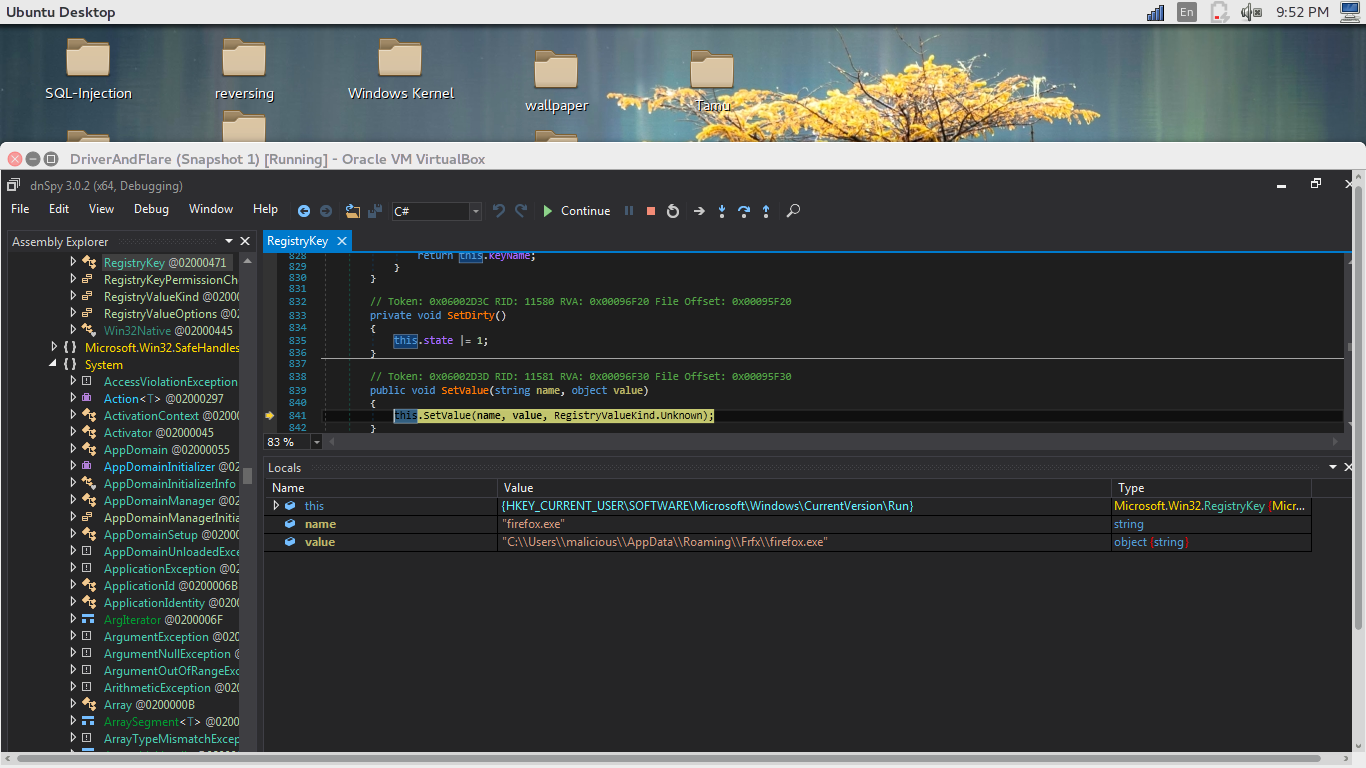 Ubuntu Desktop
En
9:52 PM
SQL-Injection
reversing
Windows Kernel
wallpaper
Tamu
DriverAndFlare (Snapshot 1) [Running] - Oracle VM VirtualBox
dnSpy 3.0.2 (x64, Debugging)
File Edit View Debug Window Help C# Continue
Assembly Explorer
RegistryKey @02000471
RegistryKeyPermissionCh
RegistryValueKind @0200
RegistryValueOptions @02
Win32Native @02000445
{ } Microsoft.Win32.SafeHandles
{ } System
AccessViolationException
Action<T> @02000297
ActivationContext @02000
Activator @02000045
AppDomain @02000055
AppDomainInitializer @02
AppDomainInitializerInfo
AppDomainManager @0200
AppDomainManagerInitia
AppDomainSetup @02000
AppDomainUnloadedExce
ApplicationException @02
ApplicationId @0200006B
ApplicationIdentity @0200
ArgIterator @0200006F
ArgumentException @020
ArgumentNullException @
ArgumentOutOfRangeExc
ArithmeticException @020
Array @0200000B
ArraySegment<T> @0200
ArrayTypeMismatchExcep
RegistryKey
828 return this.keyName;
829 }
830 }
831
832 // Token: 0x06002D3C RID: 11580 RVA: 0x00096F20 File Offset: 0x00095F20
833 private void SetDirty()
834 {
835 this.state |= 1;
836 }
837
838 // Token: 0x06002D3D RID: 11581 RVA: 0x00096F30 File Offset: 0x00095F30
839 public void SetValue(string name, object value)
840 {
841 this.SetValue(name, value, RegistryValueKind.Unknown);
842 }
83 %
Locals
Name Value Type
this {HKEY_CURRENT_USER\SOFTWARE\Microsoft\Windows\CurrentVersion\Run} Microsoft.Win32.RegistryKey {Micr...
name "firefox.exe" string
value "C:\\Users\\malicious\\AppData\\Roaming\\Frfx\\firefox.exe" object {string}